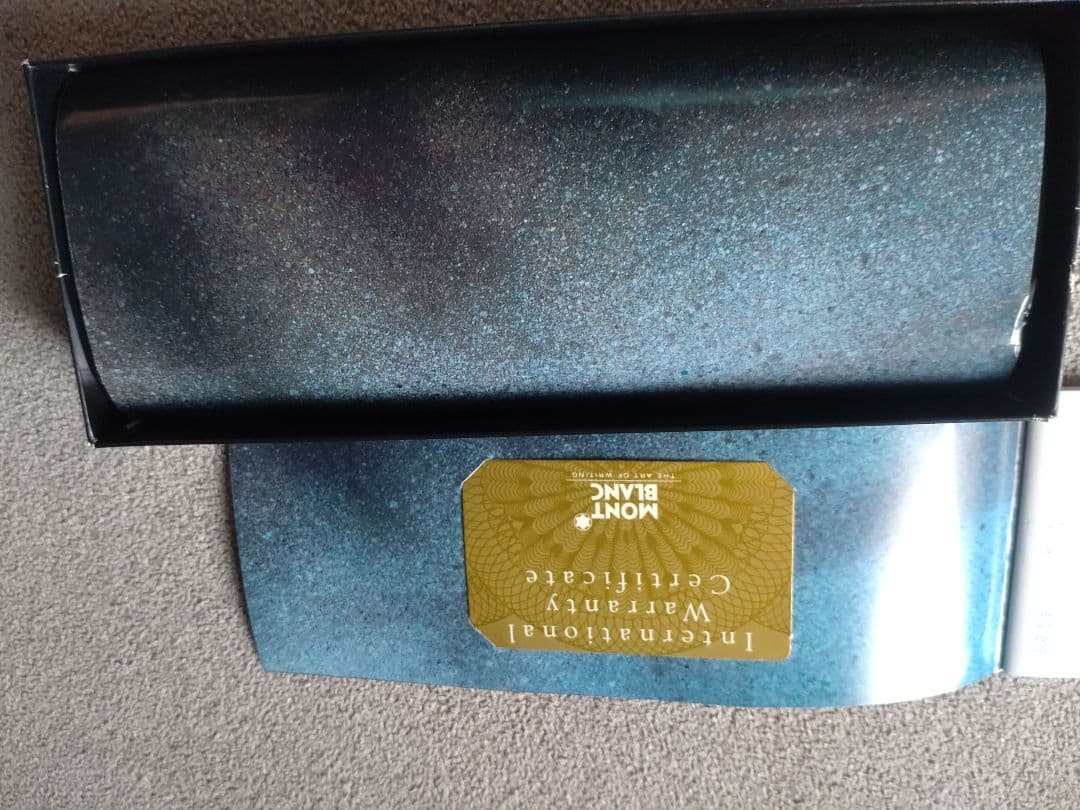 International
Warranty
Certificate
MONT
BLANC
THE ART OF WRITING